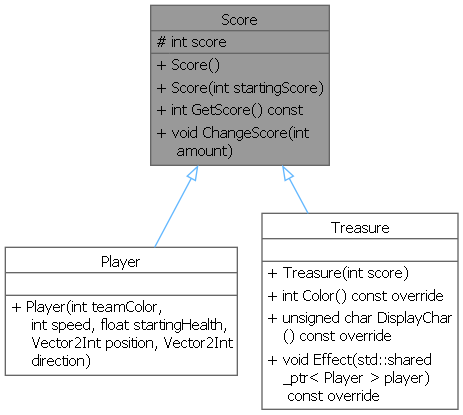 Score
# int score
+ Score()
+ Score(int startingScore)
+ int GetScore() const
+ void ChangeScore(int
amount)
Player
+ Player(int teamColor,
int speed, float startingHealth,
Vector2Int position, Vector2Int
direction)
Treasure
+ Treasure(int score)
+ int Color() const override
+ unsigned char DisplayChar
() const override
+ void Effect(std::shared
_ptr< Player > player)
const override